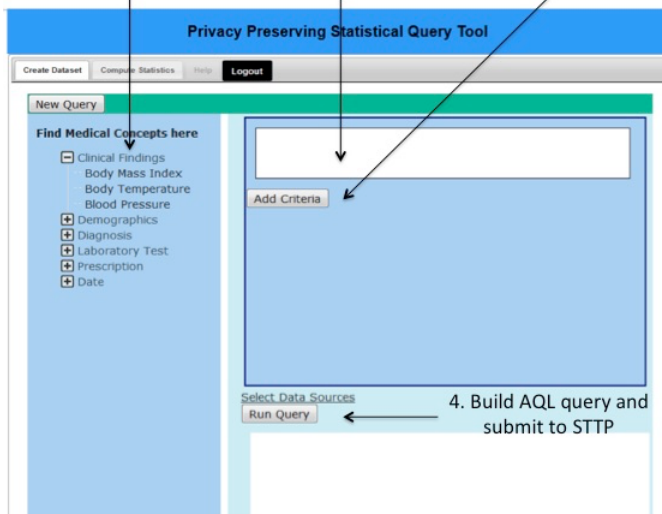 Privacy Preserving Statistical Query Tool
Create Dataset
Compute Statistics
Help
Logout
New Query
Find Medical Concepts here
Clinical Findings
Body Mass Index
Body Temperature
Blood Pressure
Demographics
Diagnosis
Laboratory Test
Prescription
Date
Add Criteria
Select Data Sources
Run Query
4. Build AQL query and
submit to STTP